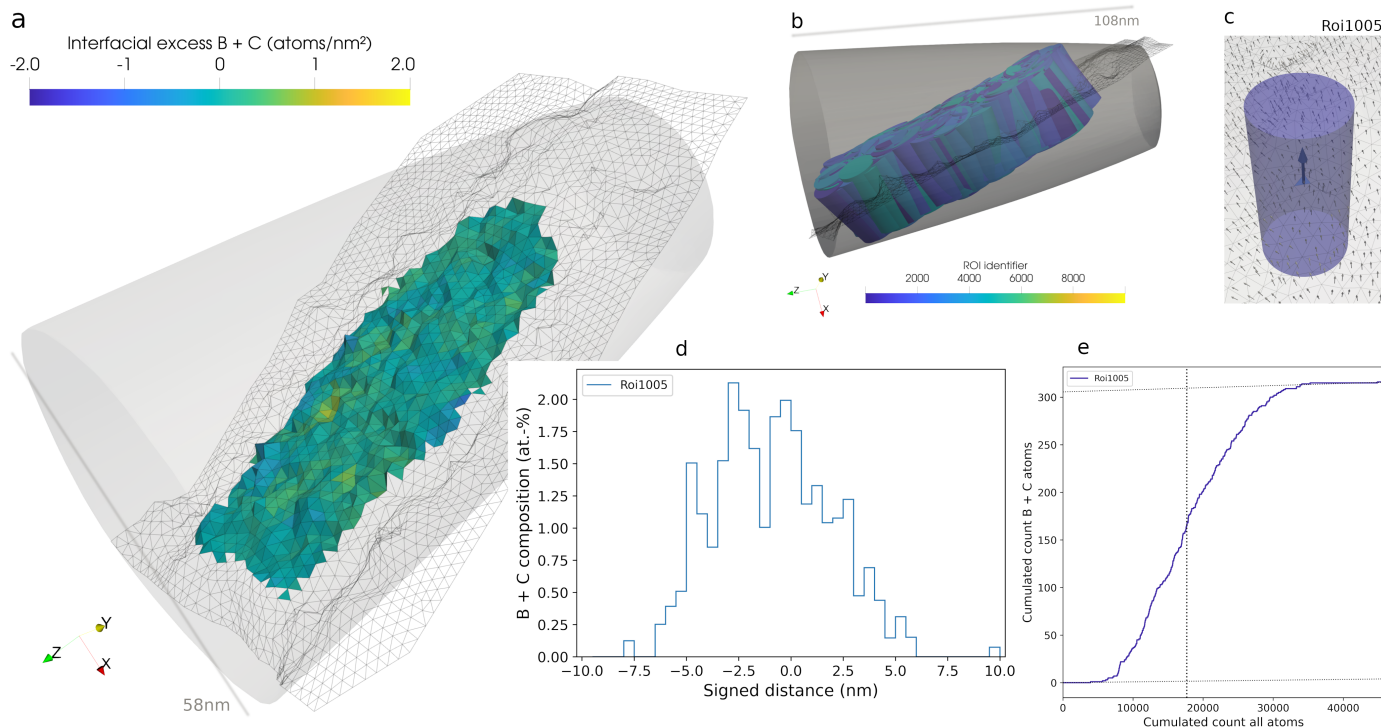 a
Interfacial excess B + C (atoms/nm²)
-2.0 -1 0 1 2.0
Y
Z
X
58nm
b
108nm
Y
Z
X
ROI identifier
2000 4000 6000 8000
c
Roi1005
d
Roi1005
B + C composition (at.-%)
2.00
1.75
1.50
1.25
1.00
0.75
0.50
0.25
0.00
−10.0 −7.5 −5.0 −2.5 0.0 2.5 5.0 7.5 10.0
Signed distance (nm)
e
Roi1005
Cumulated count B + C atoms
300
250
200
150
100
50
0
0 10000 20000 30000 40000
Cumulated count all atoms